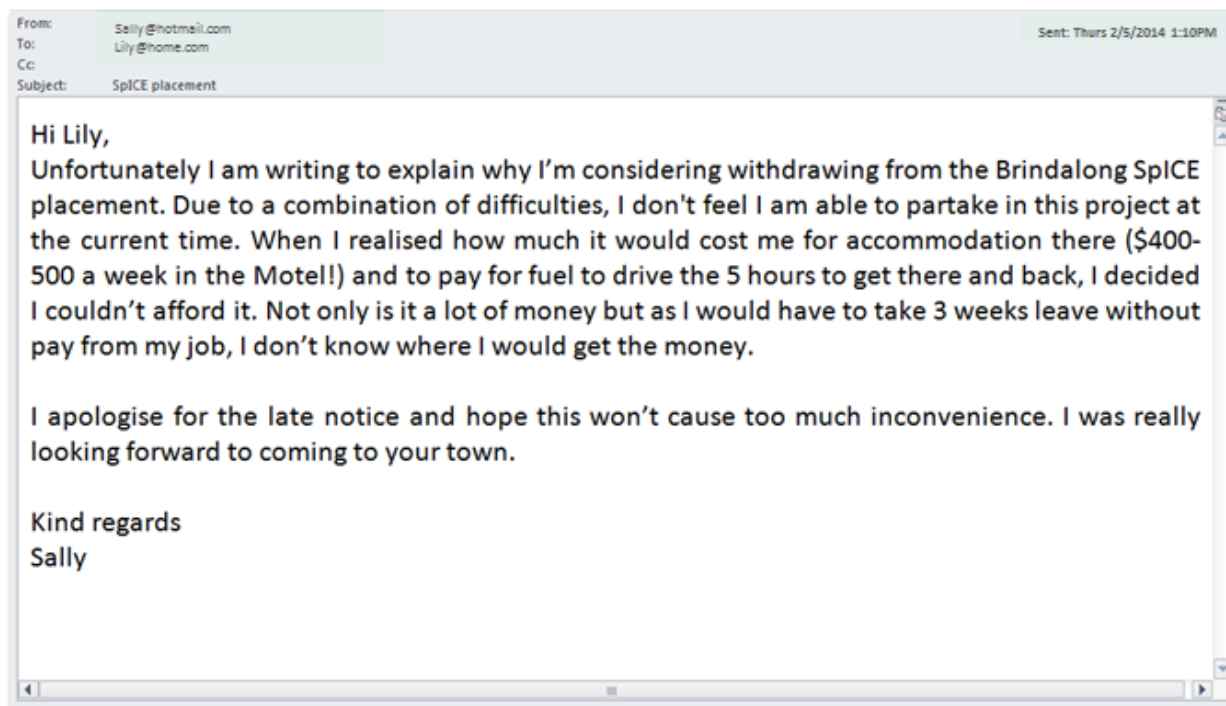 From: Sally@hotmail.com Sent: Thurs 2/5/2014 1:10PM
To: Lily@home.com
Cc:
Subject: SpICE placement
Hi Lily,
Unfortunately I am writing to explain why I’m considering withdrawing from the Brindalong SpICE
placement. Due to a combination of difficulties, I don't feel I am able to partake in this project at
the current time. When I realised how much it would cost me for accommodation there ($400-
500 a week in the Motel!) and to pay for fuel to drive the 5 hours to get there and back, I decided
I couldn’t afford it. Not only is it a lot of money but as I would have to take 3 weeks leave without
pay from my job, I don’t know where I would get the money.
I apologise for the late notice and hope this won’t cause too much inconvenience. I was really
looking forward to coming to your town.
Kind regards
Sally